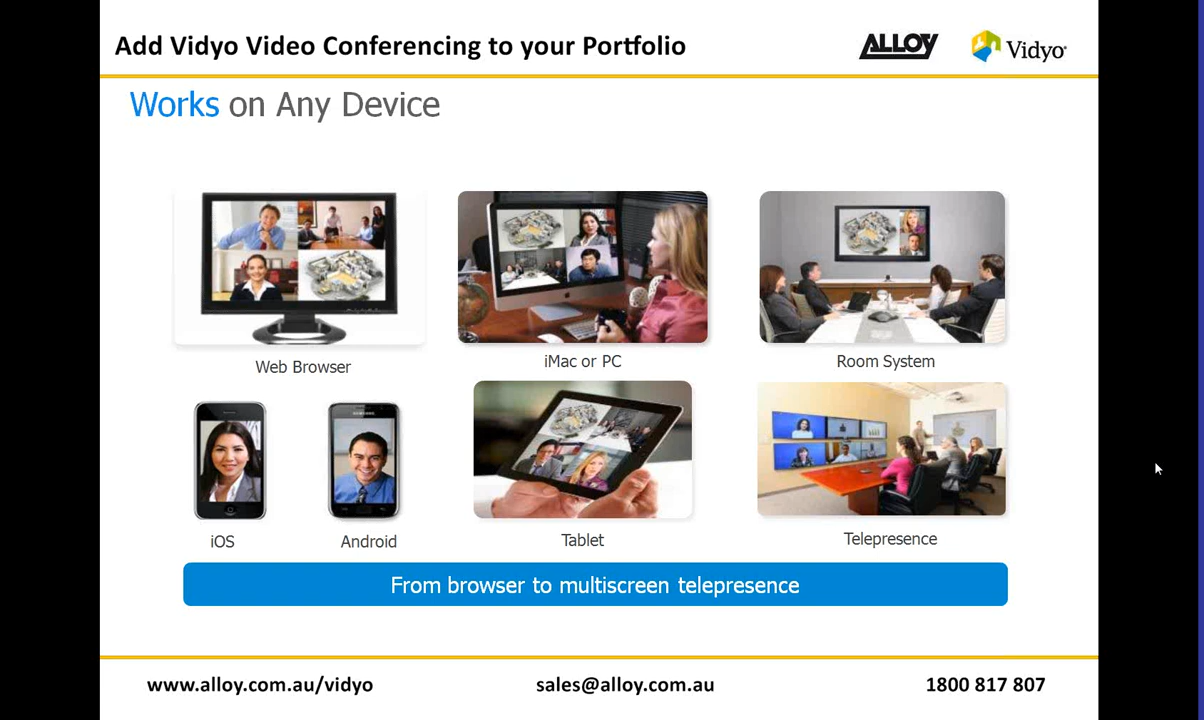 Add Vidyo Video Conferencing to your Portfolio
ALLOY
Vidyo
Works on Any Device
Web Browser
iMac or PC
Room System
SAMSUNG
iOS
Android
Tablet
Telepresence
From browser to multiscreen telepresence
www.alloy.com.au/vidyo
sales@alloy.com.au
1800 817 807